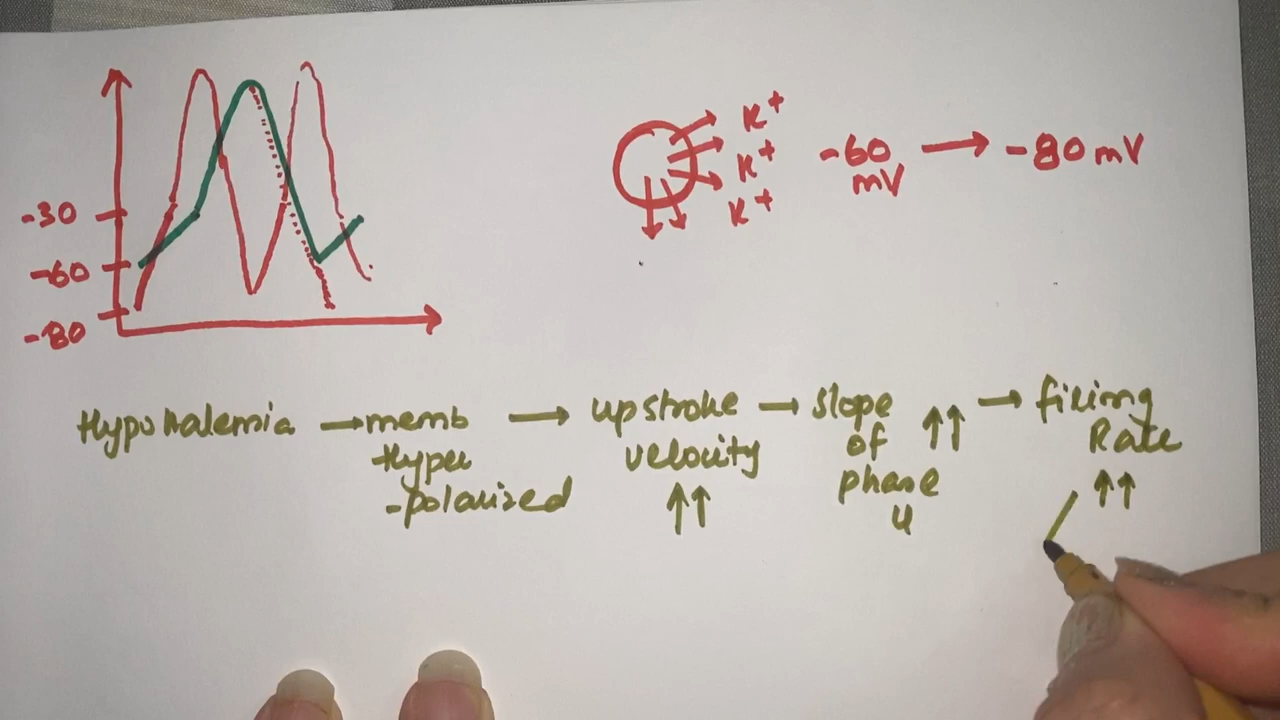 -30
-60
-80
K+
K+
K+
-60 → -80 mV
mV
Hypokalemia → memb
Hyper
-polarized
→ upstroke
velocity
↑↑
→ slope
of
phase
4
↑↑
→ firing
Rate
↑↑